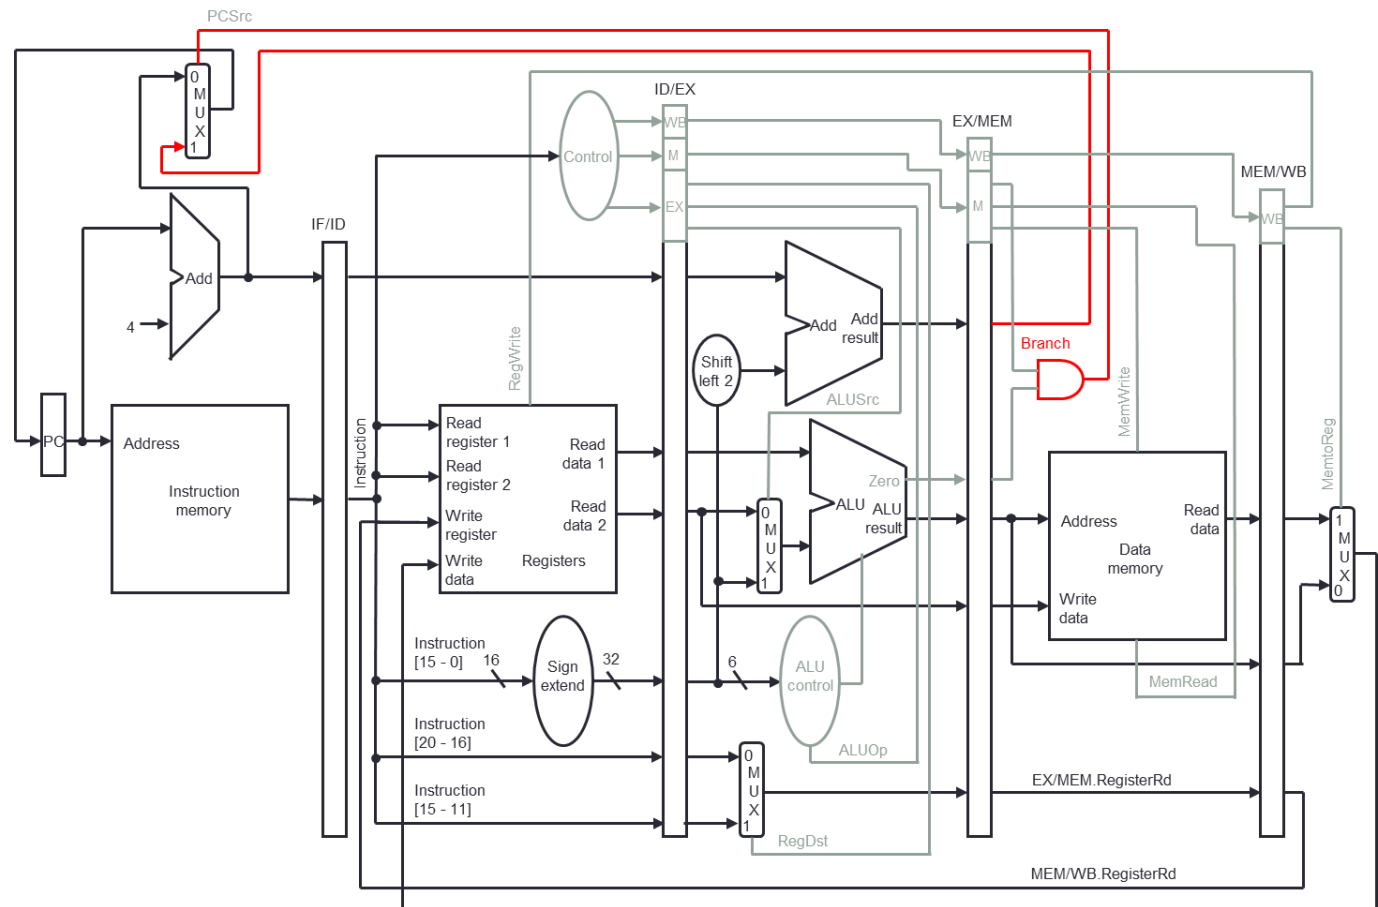 PCSrc
0
M
U
X
1
ID/EX
EX/MEM
MEM/WB
IF/ID
WB
M
EX
Control
WB
M
WB
Add
4
Add
Add
result
Shift
left 2
Branch
RegWrite
ALUSrc
MemWrite
MemtoReg
PC
Address
Instruction
memory
Instruction
Read
register 1
Read
register 2
Write
register
Write
data
Read
data 1
Read
data 2
Registers
0
M
U
X
1
Zero
ALU
ALU
result
Address
Read
data
Data
memory
Write
data
1
M
U
X
0
Instruction
[15 - 0]
16
Sign
extend
32
6
ALU
control
MemRead
ALUOp
Instruction
[20 - 16]
Instruction
[15 - 11]
0
M
U
X
1
RegDst
EX/MEM.RegisterRd
MEM/WB.RegisterRd